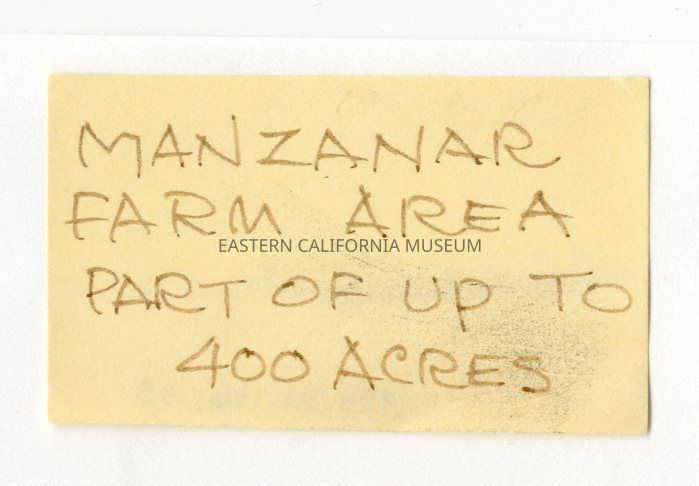 MANZANAR
FARM AREA
EASTERN CALIFORNIA MUSEUM
PART OF UP TO
400 ACRES